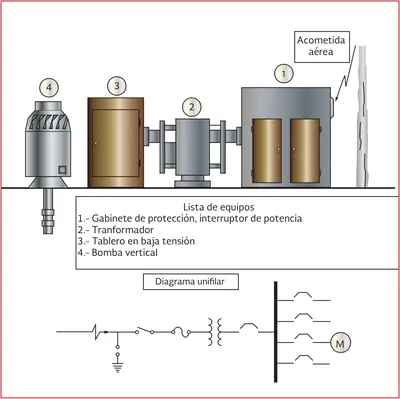 Acometida
aérea
4
3
2
1
Lista de equipos
1.- Gabinete de protección, interruptor de potencia
2.- Tranformador
3.- Tablero en baja tensión
4.- Bomba vertical
Diagrama unifilar
M